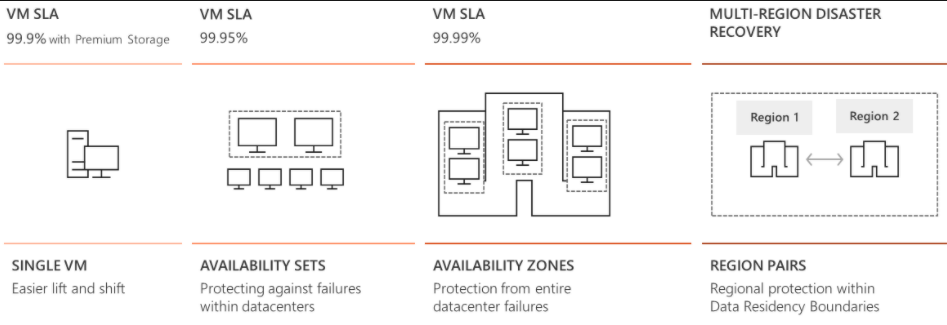 VM SLA
99.9% with Premium Storage
VM SLA
99.95%
VM SLA
99.99%
MULTI-REGION DISASTER
RECOVERY
Region 1
Region 2
SINGLE VM
Easier lift and shift
AVAILABILITY SETS
Protecting against failures
within datacenters
AVAILABILITY ZONES
Protection from entire
datacenter failures
REGION PAIRS
Regional protection within
Data Residency Boundaries